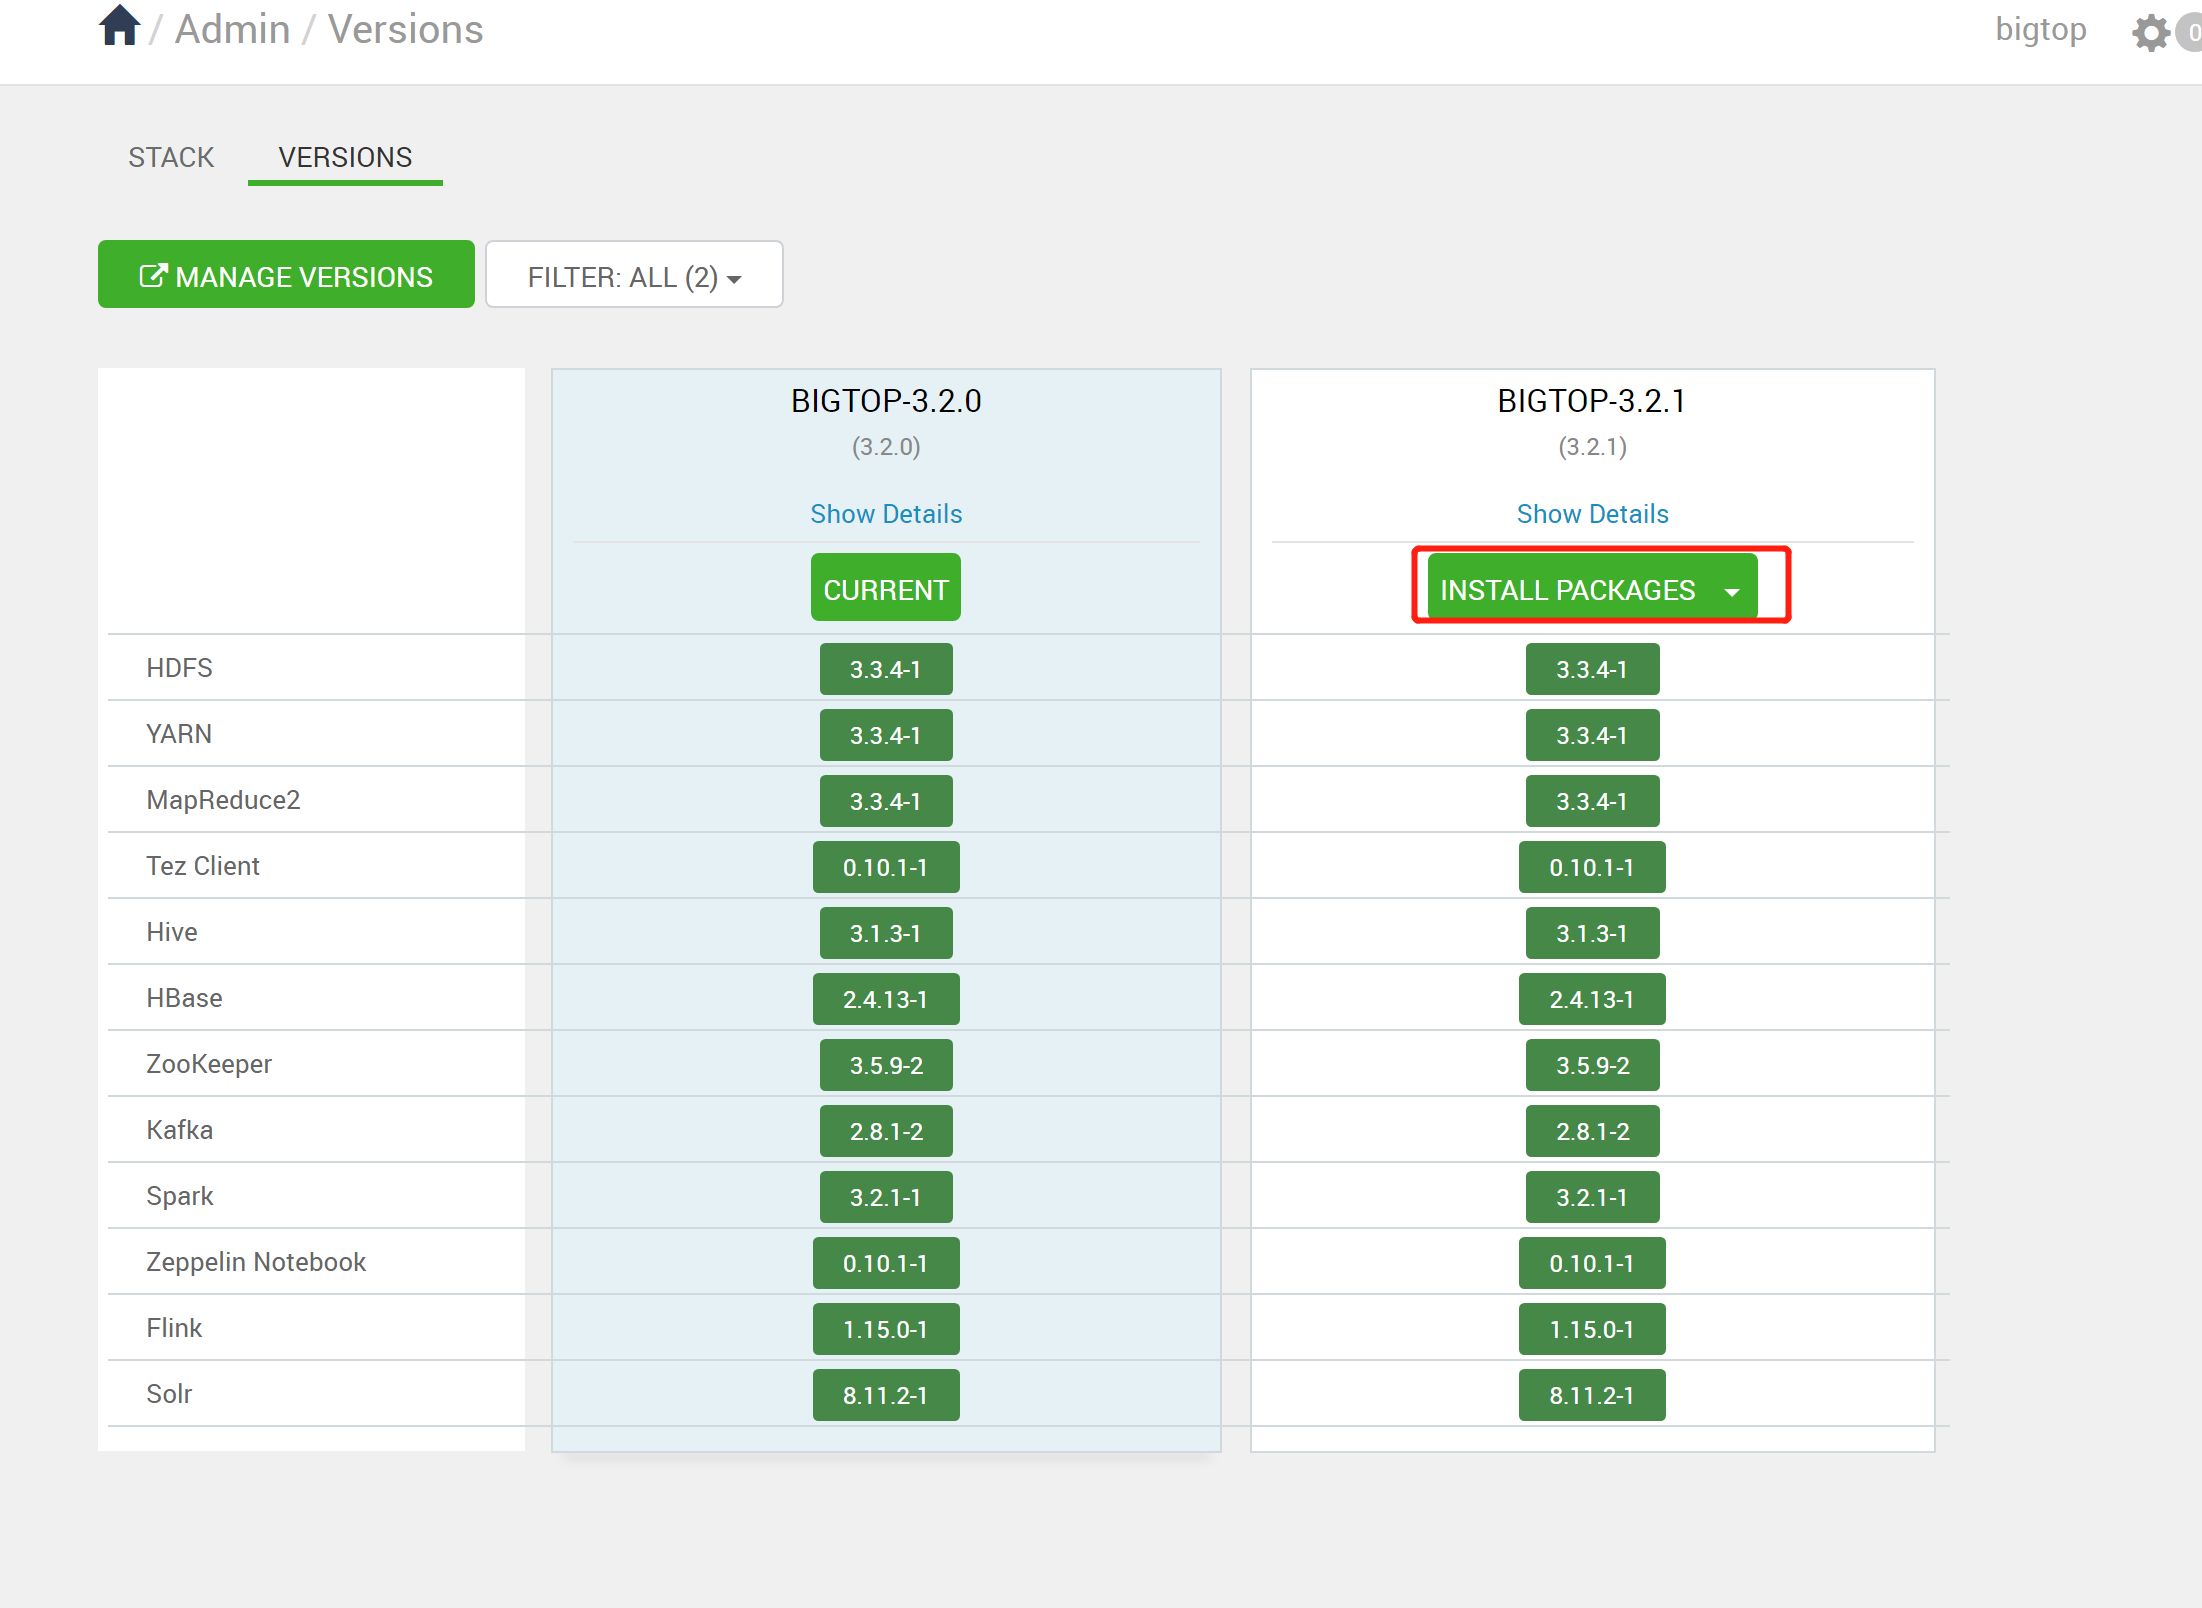 / Admin / Versions
bigtop
0
STACK VERSIONS
MANAGE VERSIONS FILTER: ALL (2)
BIGTOP-3.2.0 BIGTOP-3.2.1
(3.2.0) (3.2.1)
Show Details Show Details
CURRENT INSTALL PACKAGES
HDFS 3.3.4-1 3.3.4-1
YARN 3.3.4-1 3.3.4-1
MapReduce2 3.3.4-1 3.3.4-1
Tez Client 0.10.1-1 0.10.1-1
Hive 3.1.3-1 3.1.3-1
HBase 2.4.13-1 2.4.13-1
ZooKeeper 3.5.9-2 3.5.9-2
Kafka 2.8.1-2 2.8.1-2
Spark 3.2.1-1 3.2.1-1
Zeppelin Notebook 0.10.1-1 0.10.1-1
Flink 1.15.0-1 1.15.0-1
Solr 8.11.2-1 8.11.2-1